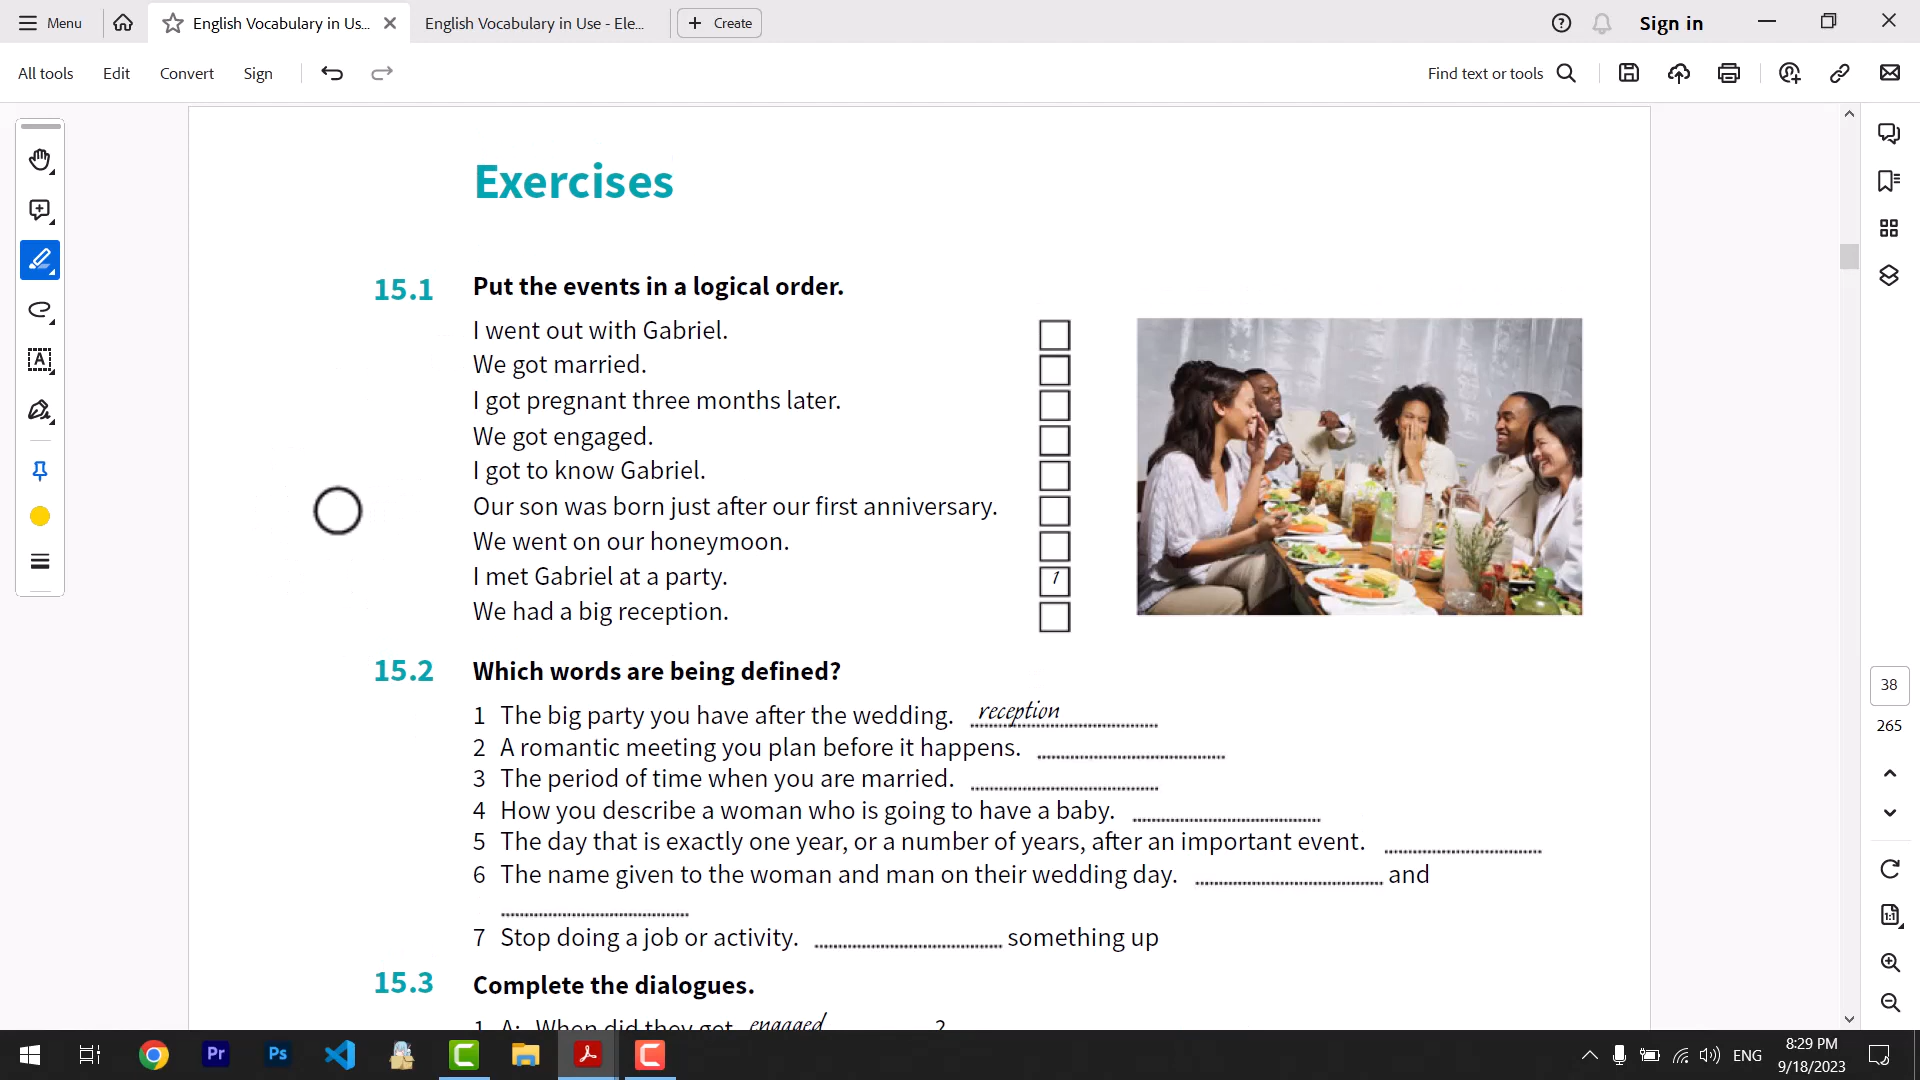 Menu
English Vocabulary in Us...
English Vocabulary in Use - Ele...
Create
Sign in
All tools
Edit
Convert
Sign
Find text or tools
Exercises
15.1 Put the events in a logical order.
I went out with Gabriel.
We got married.
I got pregnant three months later.
We got engaged.
I got to know Gabriel.
Our son was born just after our first anniversary.
We went on our honeymoon.
I met Gabriel at a party. 1
We had a big reception.
15.2 Which words are being defined?
1 The big party you have after the wedding. reception
2 A romantic meeting you plan before it happens.
3 The period of time when you are married.
4 How you describe a woman who is going to have a baby.
5 The day that is exactly one year, or a number of years, after an important event.
6 The name given to the woman and man on their wedding day. and
7 Stop doing a job or activity. something up
15.3 Complete the dialogues.
1 A: When did they get engaged ?
38
265
ENG
8:29 PM
9/18/2023